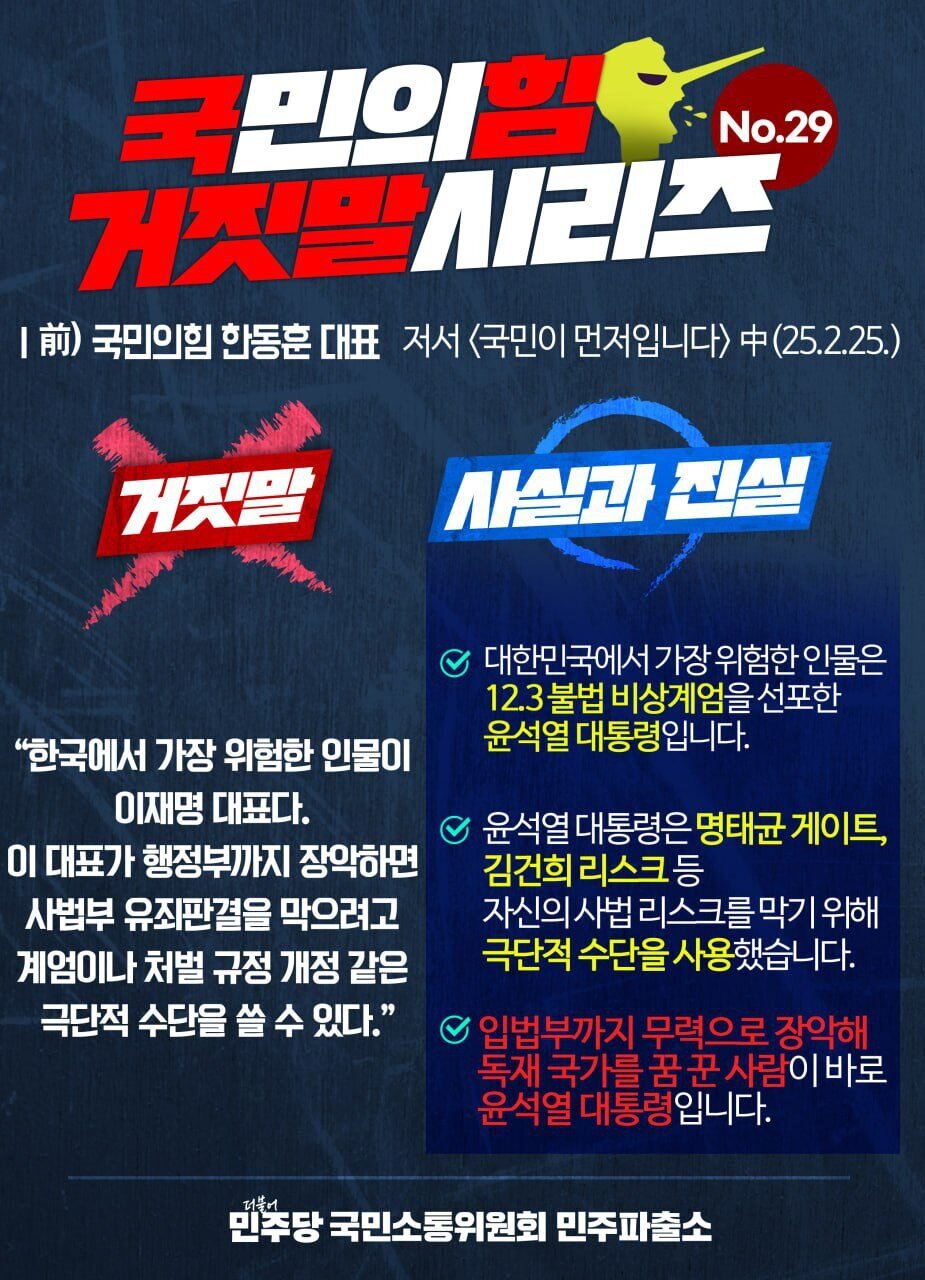 국민의힘
No.29
거짓말시리즈
| 前) 국민의힘 한동훈 대표 저서 <국민이 먼저입니다> 中 (25.2.25.)
거짓말
"한국에서 가장 위험한 인물이
이재명 대표다.
이 대표가 행정부까지 장악하면
사법부 유죄판결을 막으려고
계엄이나 처벌 규정 개정 같은
극단적 수단을 쓸 수 있다."
사실과 진실
대한민국에서 가장 위험한 인물은
12.3 불법 비상계엄을 선포한
윤석열 대통령입니다.
윤석열 대통령은 명태균 게이트,
김건희 리스크 등
자신의 사법 리스크를 막기 위해
극단적 수단을 사용했습니다.
입법부까지 무력으로 장악해
독재 국가를 꿈 꾼 사람이 바로
윤석열 대통령입니다.
더불어
민주당 국민소통위원회 민주파출소